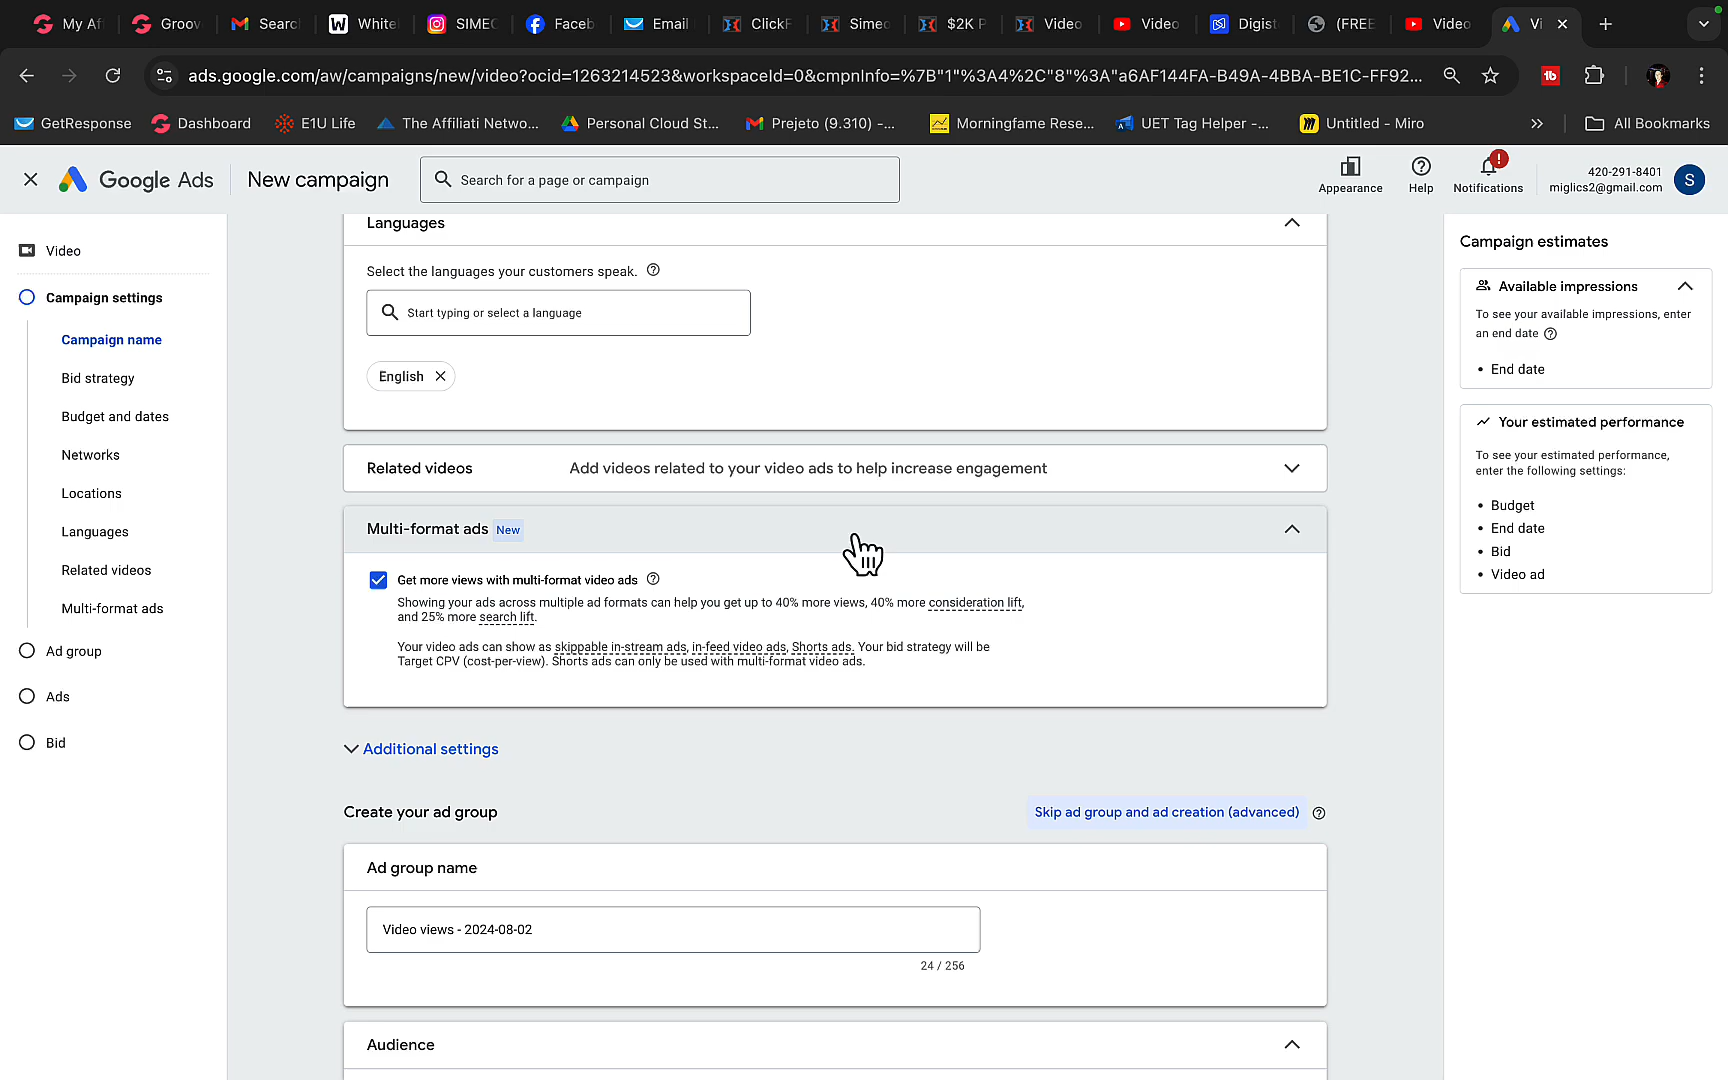 My Af
Groov
Searc
White
SIMEC
Faceb
Email
ClickF
Simeo
$2K P
Video
Video
Digist
(FREE
Video
Vi
ads.google.com/aw/campaigns/new/video?ocid=1263214523&workspaceId=0&cmpnInfo=%7B"1"%3A4%2C"8"%3A"a6AF144FA-B49A-4BBA-BE1C-FF92...
GetResponse
Dashboard
E1U Life
The Affiliati Netwo...
Personal Cloud St...
Prejeto (9.310) -...
Morningfame Rese...
UET Tag Helper -...
Untitled - Miro
All Bookmarks
Google Ads
New campaign
Search for a page or campaign
Appearance
Help
Notifications
420-291-8401
miglics2@gmail.com
S
Video
Campaign settings
Campaign name
Bid strategy
Budget and dates
Networks
Locations
Languages
Related videos
Multi-format ads
Ad group
Ads
Bid
Languages
Select the languages your customers speak.
Start typing or select a language
English
Related videos
Add videos related to your video ads to help increase engagement
Multi-format ads New
Get more views with multi-format video ads
Showing your ads across multiple ad formats can help you get up to 40% more views, 40% more consideration lift,
and 25% more search lift.
Your video ads can show as skippable in-stream ads, in-feed video ads, Shorts ads. Your bid strategy will be
Target CPV (cost-per-view). Shorts ads can only be used with multi-format video ads.
Additional settings
Create your ad group
Skip ad group and ad creation (advanced)
Ad group name
Video views - 2024-08-02
24 / 256
Audience
Campaign estimates
Available impressions
To see your available impressions, enter
an end date
• End date
Your estimated performance
To see your estimated performance,
enter the following settings:
• Budget
• End date
• Bid
• Video ad